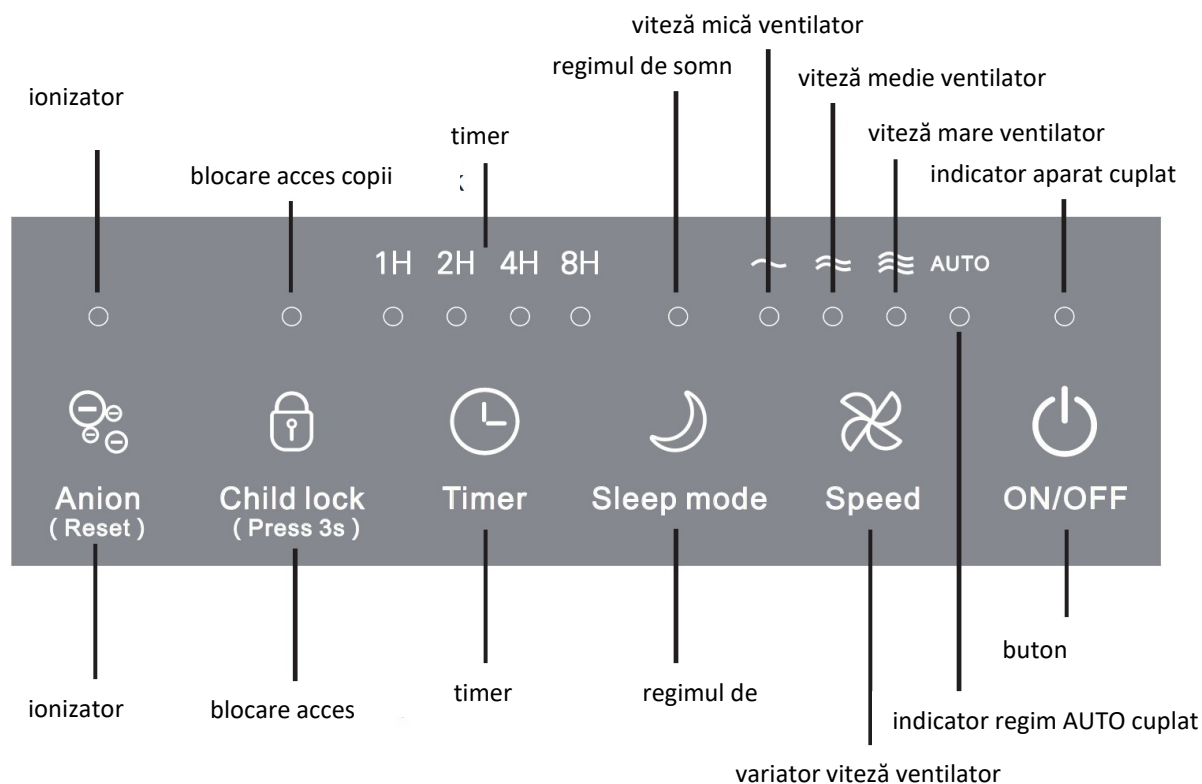 viteză mică ventilator
regimul de somn
viteză medie ventilator
ionizator
timer
viteză mare ventilator
blocare acces copii
indicator aparat cuplat
1H 2H 4H 8H
AUTO
Anion
( Reset )
Child lock
( Press 3s )
Timer
Sleep mode
Speed
ON/OFF
buton
ionizator
blocare acces
timer
regimul de
indicator regim AUTO cuplat
variator viteză ventilator